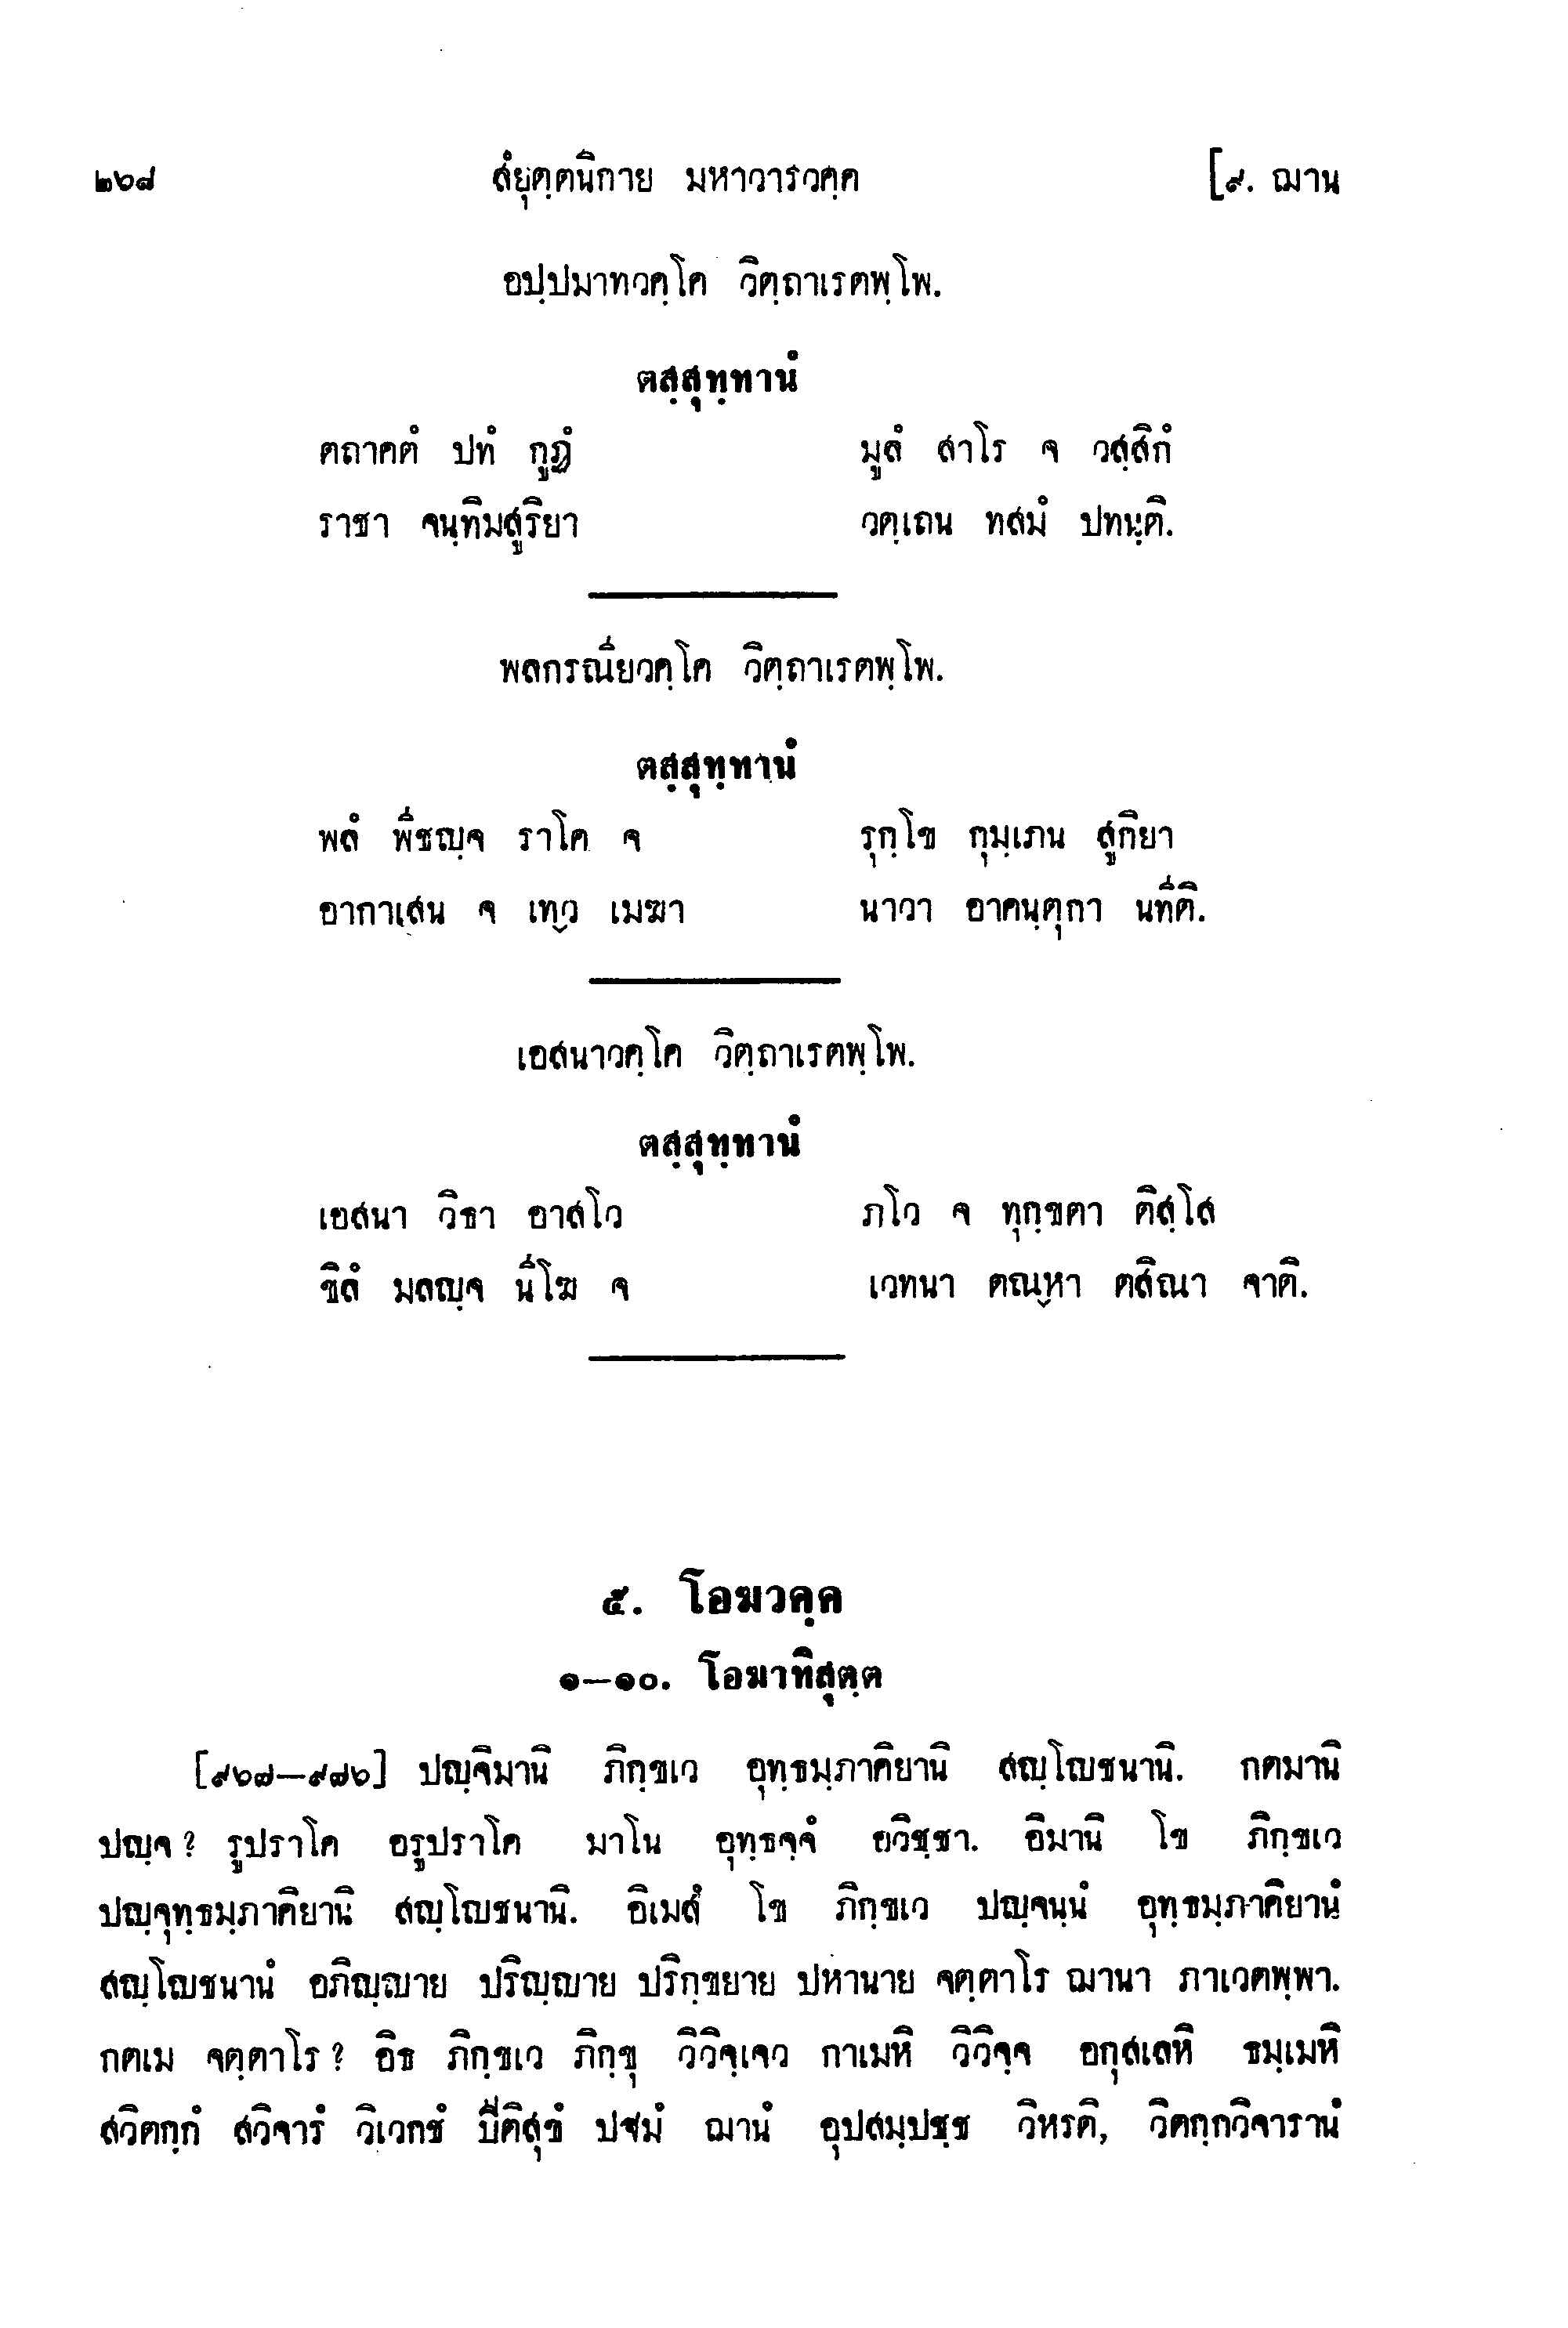 ๒๖๘ สํยุตฺตนิกาย มหาวารวคฺค [๙. ฌาน
อปฺปมาทวคฺโค วิตฺถาเรตพฺโพ.
ตสฺสุทฺทานํ
ตถาคตํ ปทํ กูฏํ มูลํ สาโร จ วสฺสิกํ
ราชา จนฺทิมสูริยา วตฺเถน ทสมํ ปทนฺติ.
พลกรณียวคฺโค วิตฺถาเรตพฺโพ.
ตสฺสุทฺทานํ
พลํ พีชญฺจ ราโค จ รุกฺโข กุมฺเภน สูกิยา
อากาเสน จ เทฺว เมฆา นาวา อาคนฺตุกา นทีติ.
เอสนาวคฺโค วิตฺถาเรตพฺโพ.
ตสฺสุทฺทานํ
เอสนา วิธา อาสโว ภโว จ ทุกฺขตา ติสฺโส
ขิลํ มลญฺจ นีโฆ จ เวทนา ตณฺหา ตสิณา จาติ.
๕. โอฆวคฺค
๑–๑๐. โอฆาทิสุตฺต
[๙๖๗–๙๗๖] ปญฺจิมานิ ภิกฺขเว อุทฺธมฺภาคิยานิ สญฺโญชนานิ. กตมานิ
ปญฺจ? รูปราโค อรูปราโค มาโน อุทฺธจฺจํ อวิชฺชา. อิมานิ โข ภิกฺขเว
ปญฺจุทฺธมฺภาคิยานิ สญฺโญชนานิ. อิเมสํ โข ภิกฺขเว ปญฺจนฺนํ อุทฺธมฺภาคิยานํ
สญฺโญชนานํ อภิญฺญาย ปริญฺญาย ปริกฺขยาย ปหานาย จตฺตาโร ฌานา ภาเวตพฺพา.
กตเม จตฺตาโร? อิธ ภิกฺขเว ภิกฺขุ วิวิจฺเจว กาเมหิ วิวิจฺจ อกุสเลหิ ธมฺเมหิ
สวิตกฺกํ สวิจารํ วิเวกชํ ปีติสุขํ ปฐมํ ฌานํ อุปสมฺปชฺช วิหรติ, วิตกฺกวิจารานํ